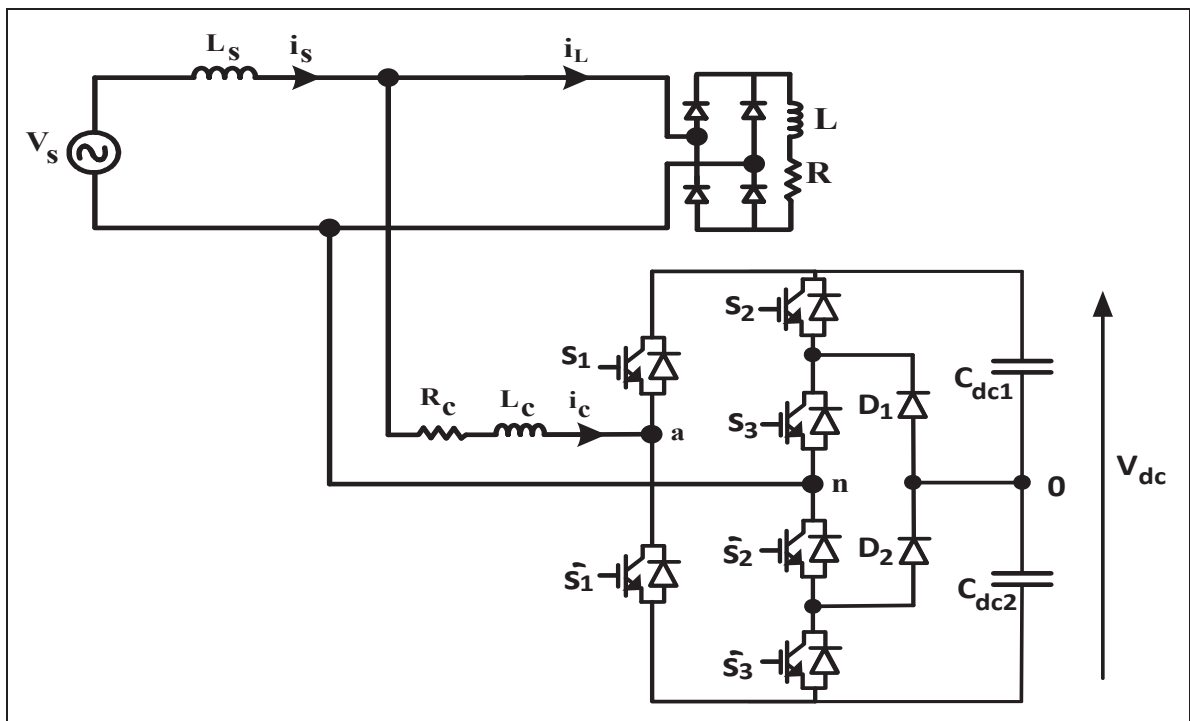 Ls
is
iL
Vs
L
R
S2
S1
Rc
Lc
ic
a
S3
D1
Cdc1
n
0
Vdc
S̄2
D2
S̄1
Cdc2
S̄3